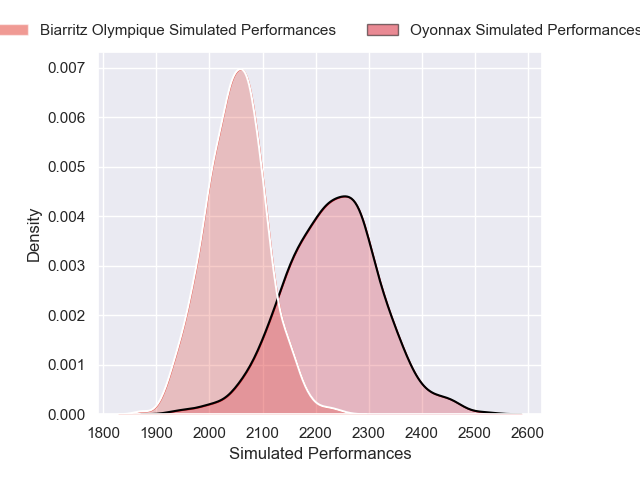 Biarritz Olympique Simulated Performances
Oyonnax Simulated Performances
0.007
0.006
0.005
0.004
0.003
0.002
0.001
0.000
Density
1800 1900 2000 2100 2200 2300 2400 2500 2600
Simulated Performances